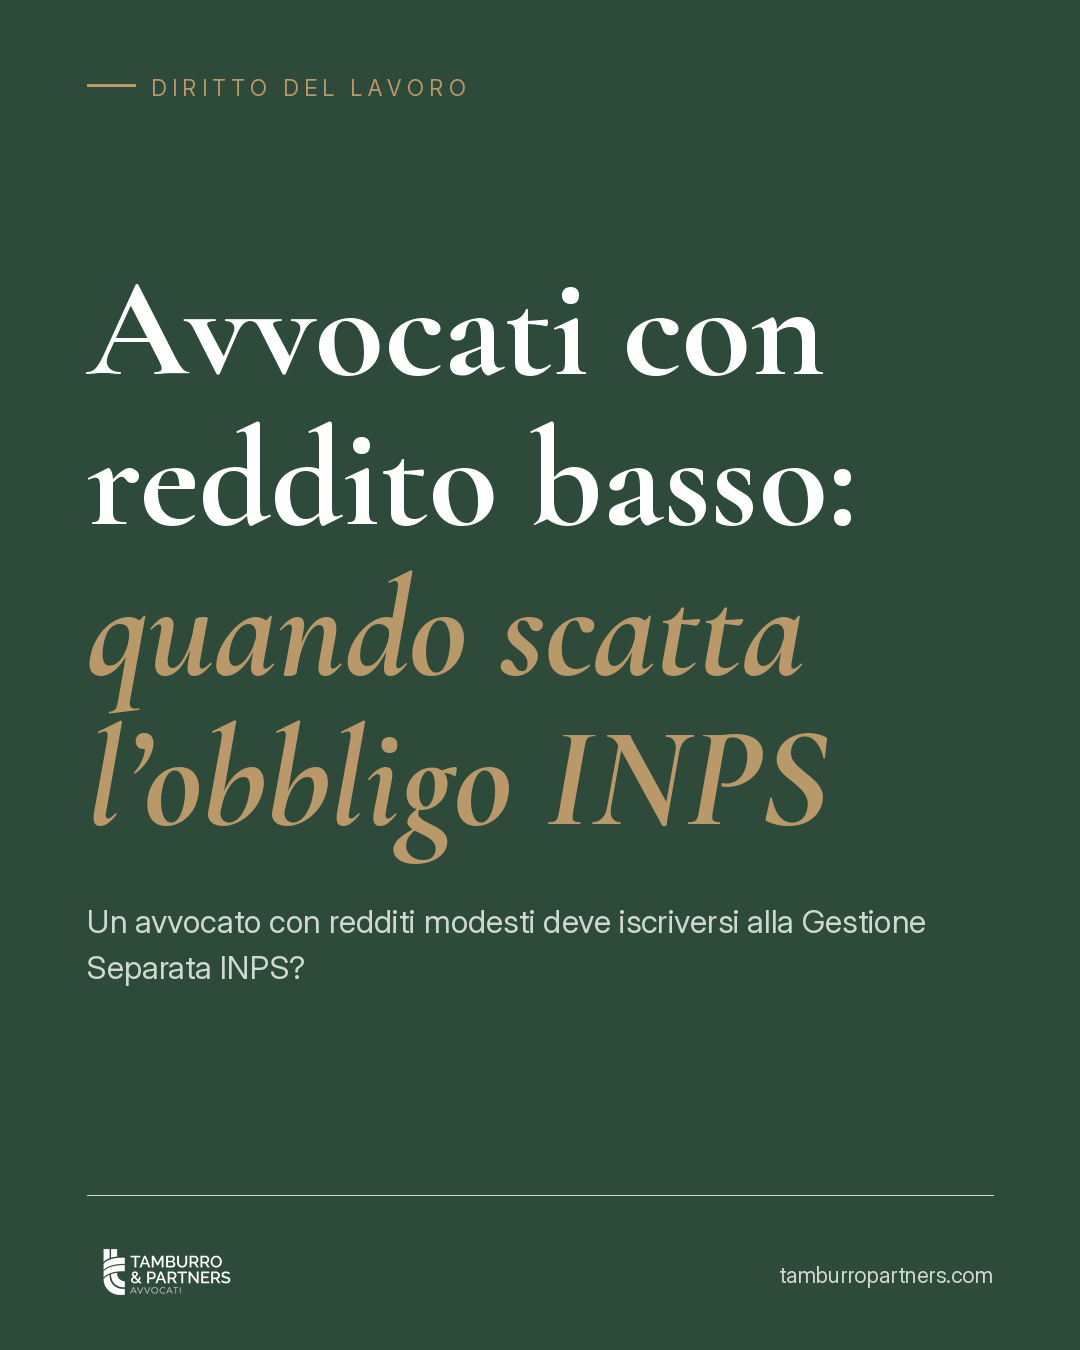 DIRITTO DEL LAVORO
Avvocati con
reddito basso:
quando scatta
l’obbligo INPS
Un avvocato con redditi modesti deve iscriversi alla Gestione
Separata INPS?
TAMBURRO
& PARTNERS
AVVOCATI
tamburropartners.com